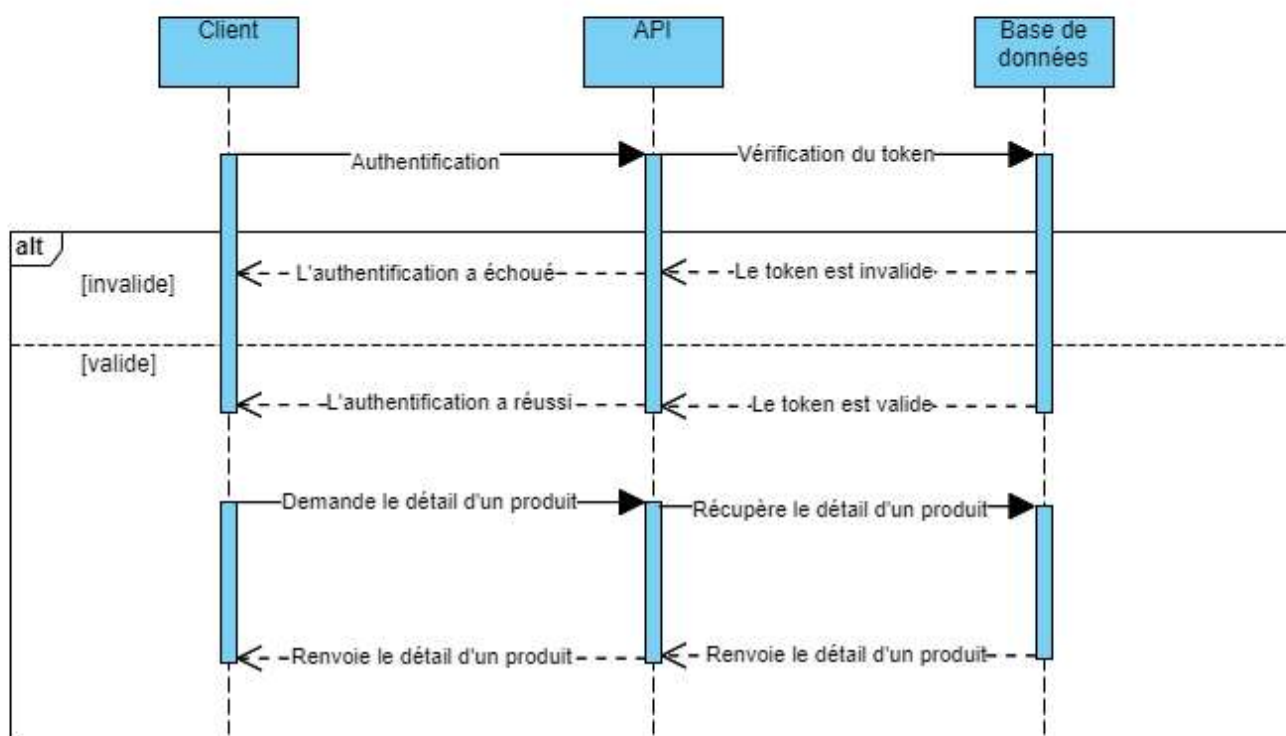 Client
API
Base de
données
Authentification
Vérification du token
alt
[invalide]
L'authentification a échoué
Le token est invalide
[valide]
L'authentification a réussi
Le token est valide
Demande le détail d'un produit
Récupère le détail d'un produit
Renvoie le détail d'un produit
Renvoie le détail d'un produit